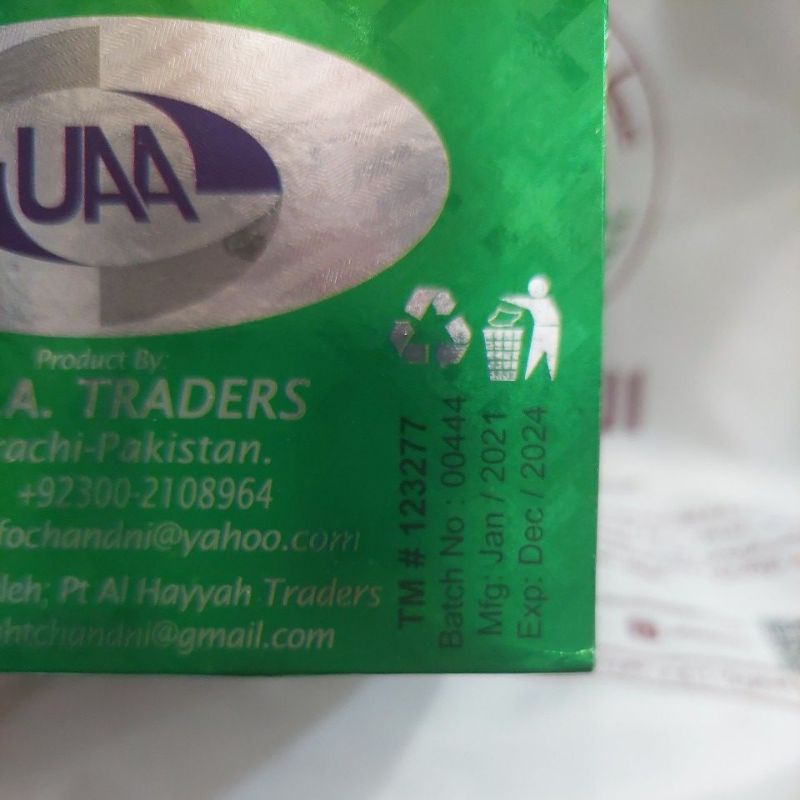 UAA
Product By:
.A. TRADERS
rachi-Pakistan.
+92300-2108964
fochandni@yahoo.com
leh; Pt Al Hayyah Traders
ghtchandni@gmail.com
TM # 123277
Batch No : 00444
Mfg: Jan / 2021
Exp: Dec / 2024